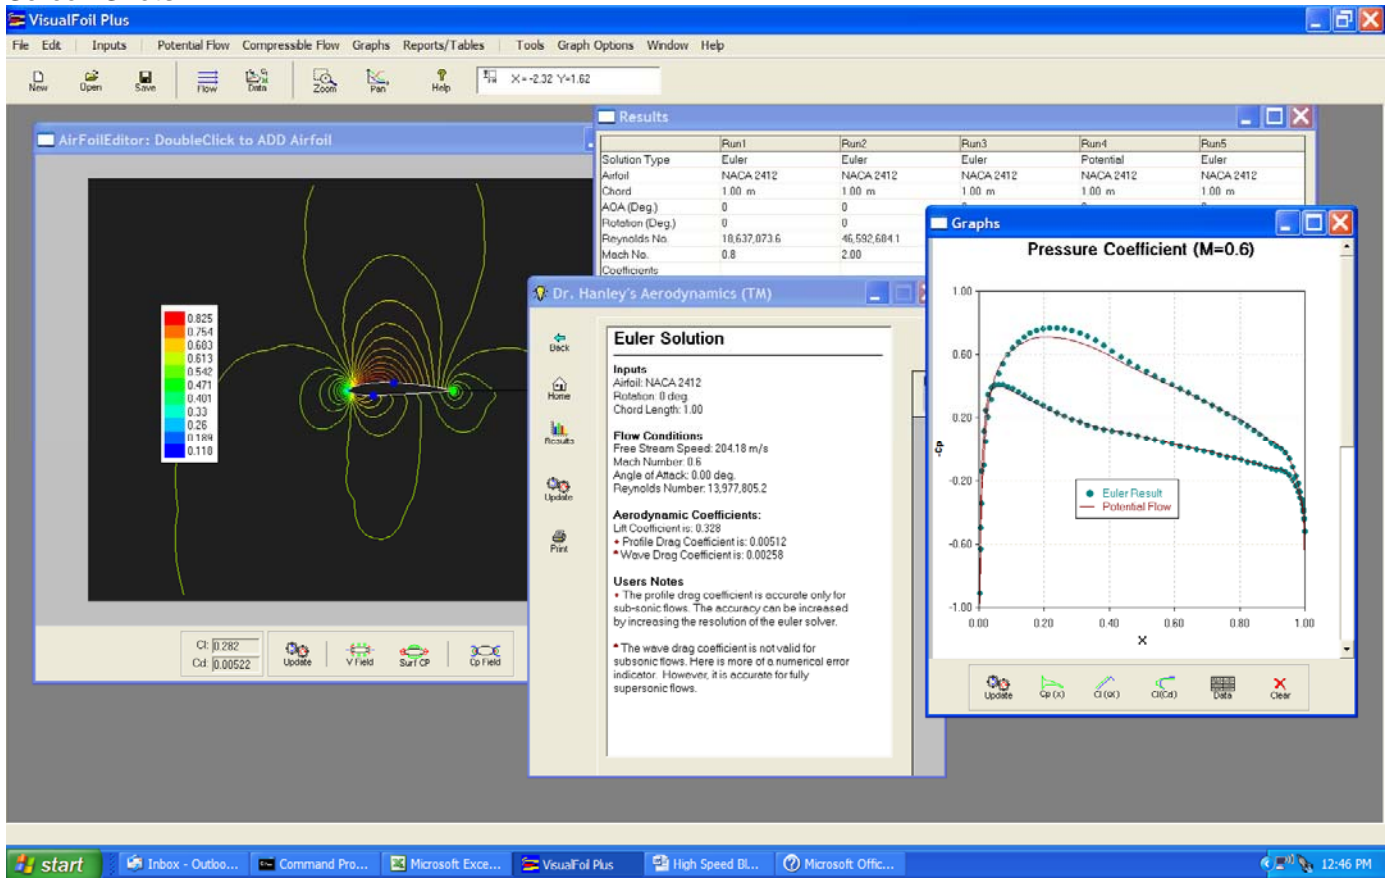 VisualFoil Plus
File Edit Inputs Potential Flow Compressible Flow Graphs Reports/Tables Tools Graph Options Window Help
New Open Save Flow Data Zoom Pan Help X=-2.32 Y=1.62
AirFoilEditor: DoubleClick to ADD Airfoil
0.825
0.754
0.683
0.613
0.542
0.471
0.401
0.33
0.26
0.189
0.118
Cl: 0.282
Cd: 0.00522
Update V Field Surf CP Cp Field
Results
Run1 Run2 Run3 Run4 Run5
Solution Type Euler Euler Euler Potential Euler
Airfoil NACA 2412 NACA 2412 NACA 2412 NACA 2412 NACA 2412
Chord 1.00 m 1.00 m 1.00 m 1.00 m 1.00 m
AOA (Deg.) 0 0
Rotation (Deg.) 0 0
Reynolds No. 18,637,073.6 46,592,684.1
Mach No. 0.8 2.00
Coefficients
Dr. Hanley's Aerodynamics (TM)
Back
Home
Results
Update
Print
Euler Solution
Inputs
Airfoil: NACA 2412
Rotation: 0 deg.
Chord Length: 1.00
Flow Conditions
Free Stream Speed: 204.18 m/s
Mach Number: 0.6
Angle of Attack: 0.00 deg.
Reynolds Number: 13,977,805.2
Aerodynamic Coefficients:
Lift Coefficient is: 0.328
* Profile Drag Coefficient is: 0.00512
* Wave Drag Coefficient is: 0.00258
Users Notes
* The profile drag coefficient is accurate only for
sub-sonic flows. The accuracy can be increased
by increasing the resolution of the euler solver.
* The wave drag coefficient is not valid for
subsonic flows. Here is more of a numerical error
indicator. However, it is accurate for fully
supersonic flows.
Graphs
Pressure Coefficient (M=0.6)
1.00
0.60
0.20
-0.20
-0.60
-1.00
-Cp
0.00 0.20 0.40 0.60 0.80 1.00
X
Euler Result
Potential Flow
Update Cp (x) Cl (α) Cl(Cd) Data Clear
start Inbox - Outloo... Command Pro... Microsoft Exce... VisualFoil Plus High Speed Bl... Microsoft Offic... 12:46 PM